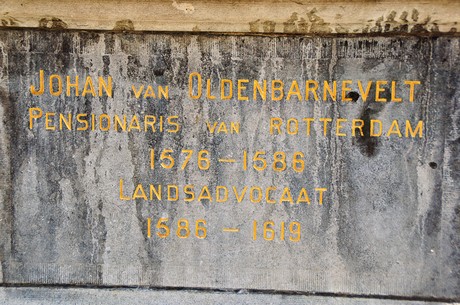 JOHAN VAN OLDENBARNEVELT
PENSIONARIS VAN ROTTERDAM
1576-1586
LANDSADVOCAAT
1586 - 1619